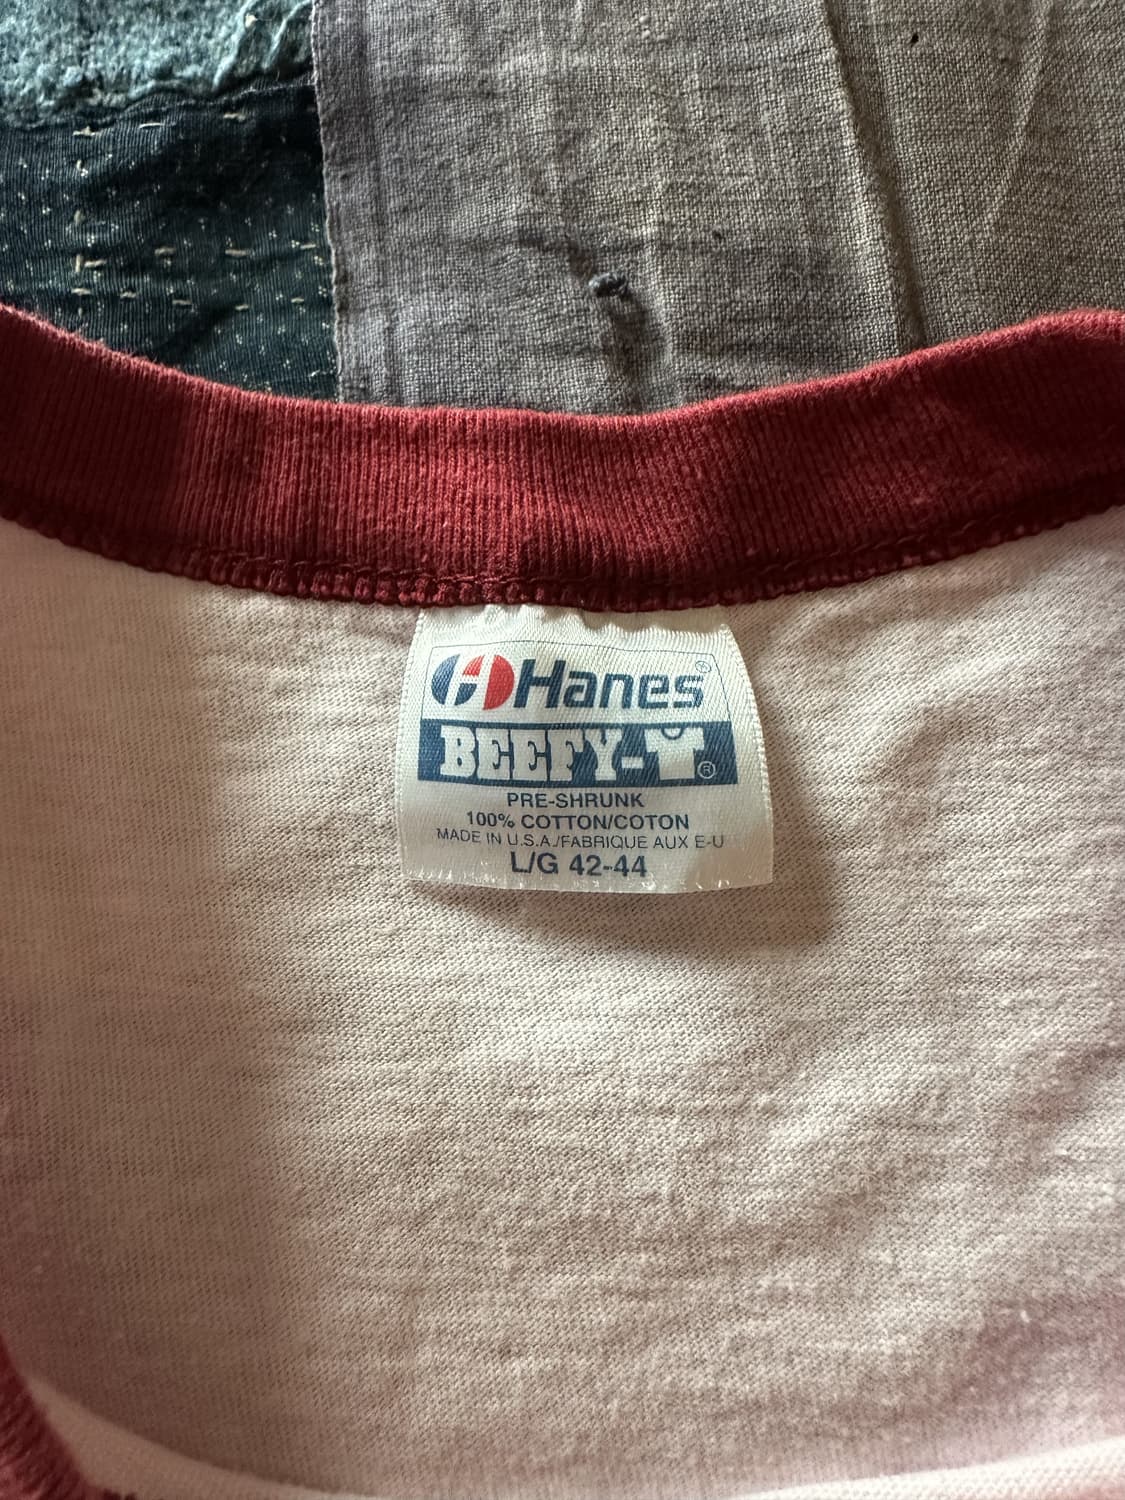 Hanes®
BEEFY-T®
PRE-SHRUNK
100% COTTON/COTON
MADE IN U.S.A./FABRIQUE AUX E-U
L/G 42-44